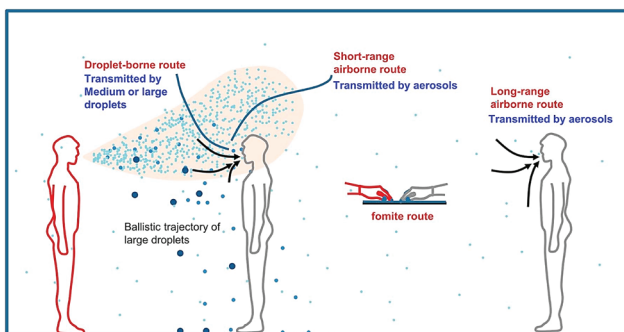 Droplet-borne route
Transmitted by
Medium or large
droplets
Short-range
airborne route
Transmitted by aerosols
Long-range
airborne route
Transmitted by aerosols
fomite route
Ballistic trajectory of
large droplets